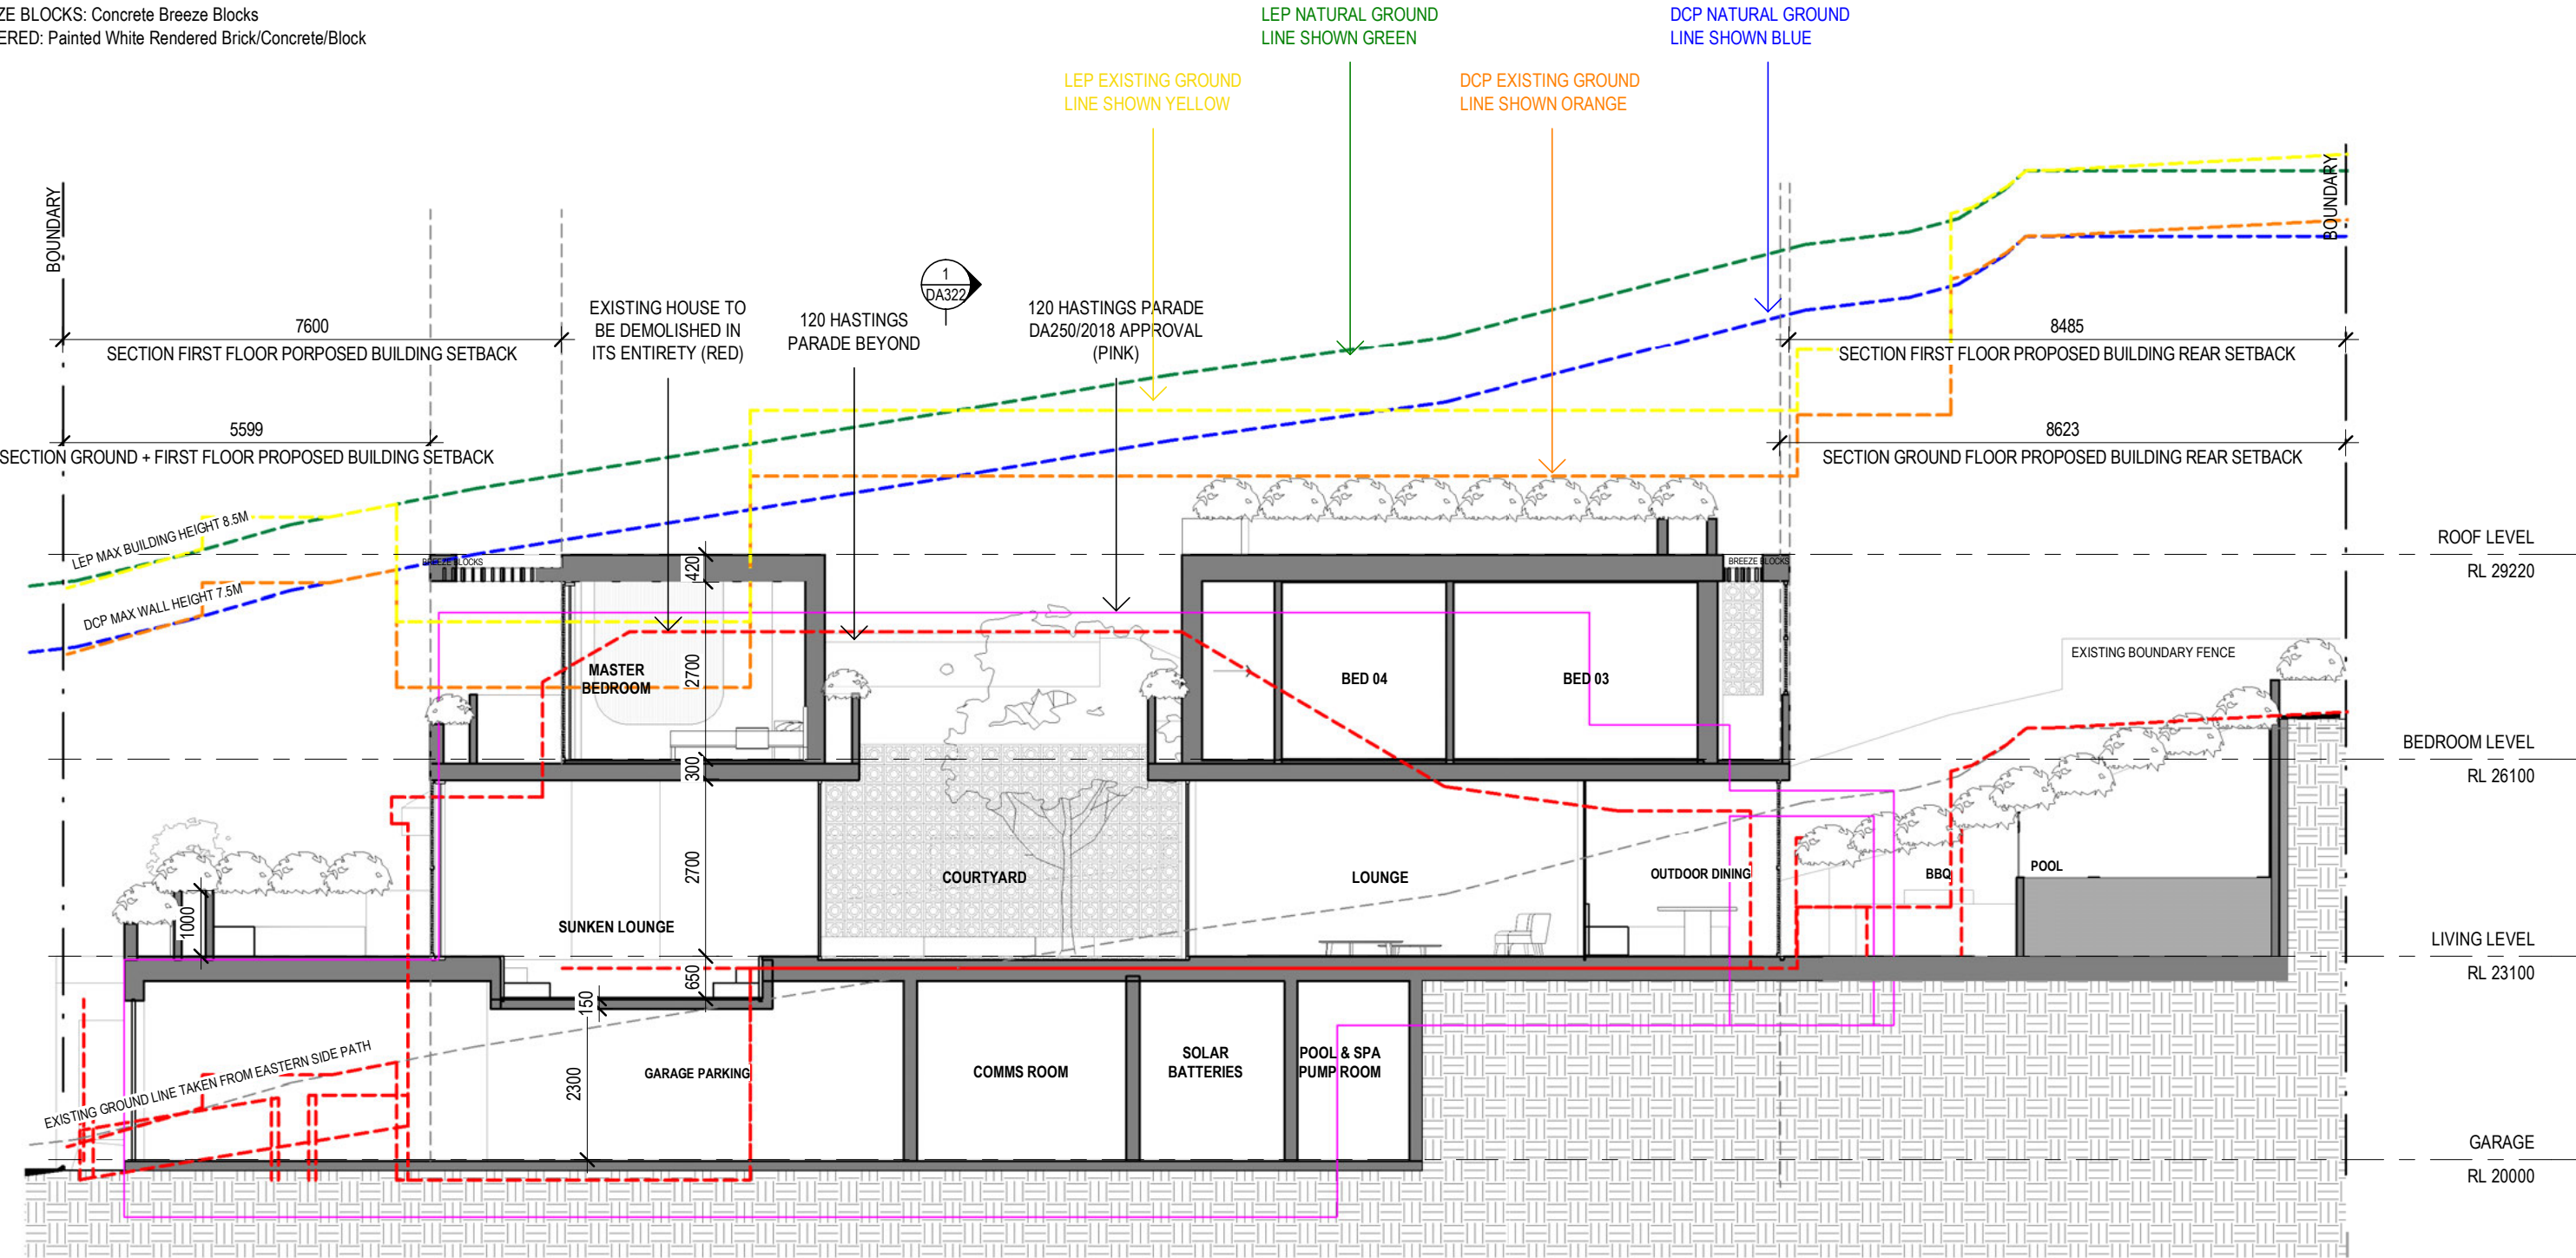 ZE BLOCKS: Concrete Breeze Blocks
ERED: Painted White Rendered Brick/Concrete/Block
LEP NATURAL GROUND
LINE SHOWN GREEN
DCP NATURAL GROUND
LINE SHOWN BLUE
LEP EXISTING GROUND
LINE SHOWN YELLOW
DCP EXISTING GROUND
LINE SHOWN ORANGE
BOUNDARY
BOUNDARY
1
DA322
EXISTING HOUSE TO
BE DEMOLISHED IN
ITS ENTIRETY (RED)
120 HASTINGS
PARADE BEYOND
120 HASTINGS PARADE
DA250/2018 APPROVAL
(PINK)
7600
SECTION FIRST FLOOR PORPOSED BUILDING SETBACK
8485
SECTION FIRST FLOOR PROPOSED BUILDING REAR SETBACK
5599
SECTION GROUND + FIRST FLOOR PROPOSED BUILDING SETBACK
8623
SECTION GROUND FLOOR PROPOSED BUILDING REAR SETBACK
LEP MAX BUILDING HEIGHT 8.5M
DCP MAX WALL HEIGHT 7.5M
BREEZE BLOCKS
BREEZE BLOCKS
420
ROOF LEVEL
RL 29220
MASTER
BEDROOM
2700
BED 04
BED 03
EXISTING BOUNDARY FENCE
300
BEDROOM LEVEL
RL 26100
2700
COURTYARD
LOUNGE
OUTDOOR DINING
BBQ
POOL
1000
SUNKEN LOUNGE
650
150
LIVING LEVEL
RL 23100
EXISTING GROUND LINE TAKEN FROM EASTERN SIDE PATH
2300
GARAGE PARKING
COMMS ROOM
SOLAR
BATTERIES
POOL & SPA
PUMP ROOM
GARAGE
RL 20000